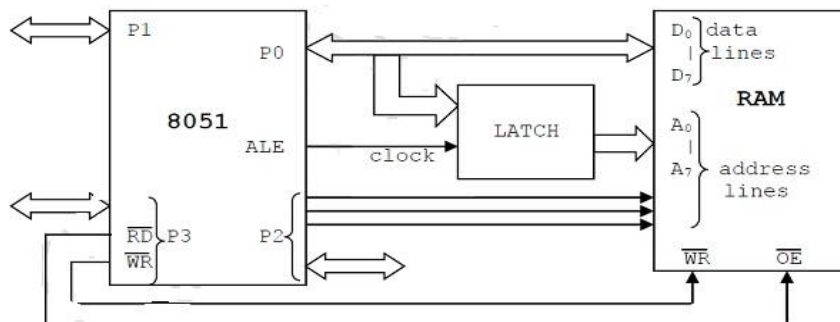 P1
P0
8051
ALE
clock
LATCH
RD
WR
P3
P2
D0
|
D7
data
lines
RAM
A0
|
A7
address
lines
WR
OE